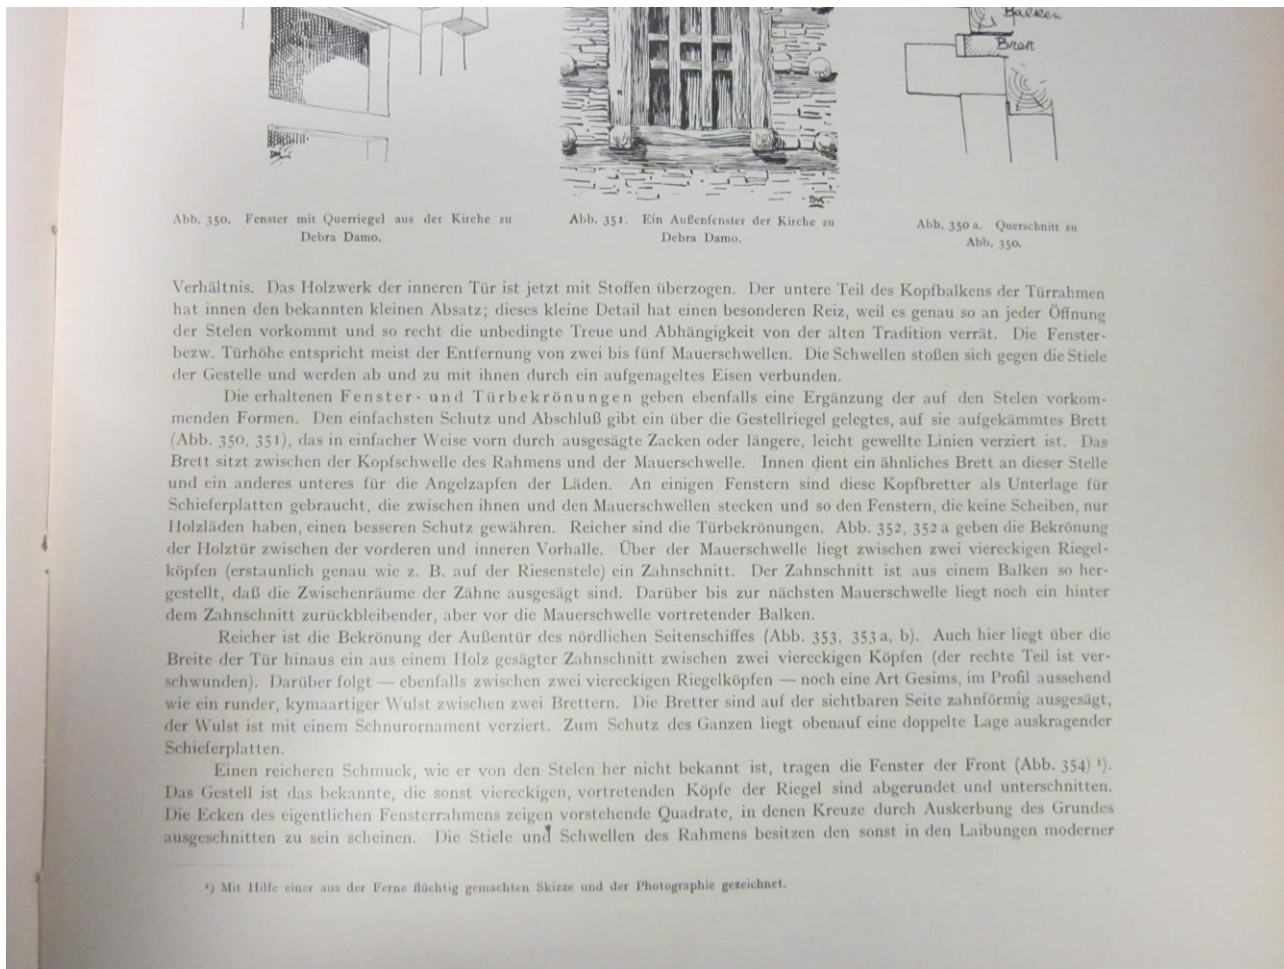 Balken
Brett
DK
DK.
Abb. 350. Fenster mit Querriegel aus der Kirche zu
Debra Damo.
Abb. 351. Ein Außenfenster der Kirche zu
Debra Damo.
Abb. 350 a. Querschnitt zu
Abb. 350.
Verhältnis. Das Holzwerk der inneren Tür ist jetzt mit Stoffen überzogen. Der untere Teil des Kopfbalkens der Türrahmen
hat innen den bekannten kleinen Absatz; dieses kleine Detail hat einen besonderen Reiz, weil es genau so an jeder Öffnung
der Stelen vorkommt und so recht die unbedingte Treue und Abhängigkeit von der alten Tradition verrät. Die Fenster-
bezw. Türhöhe entspricht meist der Entfernung von zwei bis fünf Mauerschwellen. Die Schwellen stoßen sich gegen die Stiele
der Gestelle und werden ab und zu mit ihnen durch ein aufgenageltes Eisen verbunden.
Die erhaltenen Fenster- und Türbekrönungen geben ebenfalls eine Ergänzung der auf den Stelen vorkom-
menden Formen. Den einfachsten Schutz und Abschluß gibt ein über die Gestellriegel gelegtes, auf sie aufgekämmtes Brett
(Abb. 350, 351), das in einfacher Weise vorn durch ausgesägte Zacken oder längere, leicht gewellte Linien verziert ist. Das
Brett sitzt zwischen der Kopfschwelle des Rahmens und der Mauerschwelle. Innen dient ein ähnliches Brett an dieser Stelle
und ein anderes unteres für die Angelzapfen der Läden. An einigen Fenstern sind diese Kopfbretter als Unterlage für
Schieferplatten gebraucht, die zwischen ihnen und den Mauerschwellen stecken und so den Fenstern, die keine Scheiben, nur
Holzläden haben, einen besseren Schutz gewähren. Reicher sind die Türbekrönungen. Abb. 352, 352 a geben die Bekrönung
der Holztür zwischen der vorderen und inneren Vorhalle. Über der Mauerschwelle liegt zwischen zwei viereckigen Riegel-
köpfen (erstaunlich genau wie z. B. auf der Riesenstele) ein Zahnschnitt. Der Zahnschnitt ist aus einem Balken so her-
gestellt, daß die Zwischenräume der Zähne ausgesägt sind. Darüber bis zur nächsten Mauerschwelle liegt noch ein hinter
dem Zahnschnitt zurückbleibender, aber vor die Mauerschwelle vortretender Balken.
Reicher ist die Bekrönung der Außentür des nördlichen Seitenschiffes (Abb. 353, 353 a, b). Auch hier liegt über die
Breite der Tür hinaus ein aus einem Holz gesägter Zahnschnitt zwischen zwei viereckigen Köpfen (der rechte Teil ist ver-
schwunden). Darüber folgt — ebenfalls zwischen zwei viereckigen Riegelköpfen — noch eine Art Gesims, im Profil aussehend
wie ein runder, kymaartiger Wulst zwischen zwei Brettern. Die Bretter sind auf der sichtbaren Seite zahnförmig ausgesägt,
der Wulst ist mit einem Schnurornament verziert. Zum Schutz des Ganzen liegt obenauf eine doppelte Lage auskragender
Schieferplatten.
Einen reicheren Schmuck, wie er von den Stelen her nicht bekannt ist, tragen die Fenster der Front (Abb. 354) ¹).
Das Gestell ist das bekannte, die sonst viereckigen, vortretenden Köpfe der Riegel sind abgerundet und unterschnitten.
Die Ecken des eigentlichen Fensterrahmens zeigen vorstehende Quadrate, in denen Kreuze durch Auskerbung des Grundes
ausgeschnitten zu sein scheinen. Die Stiele und Schwellen des Rahmens besitzen den sonst in den Laibungen moderner
¹) Mit Hilfe einer aus der Ferne flüchtig gemachten Skizze und der Photographie gezeichnet.